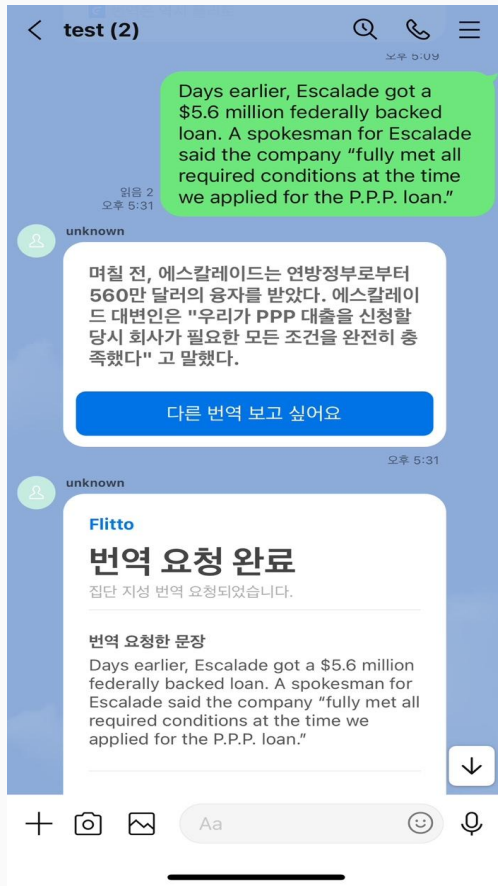 test (2)
오후 5:09
Days earlier, Escalade got a
$5.6 million federally backed
loan. A spokesman for Escalade
said the company “fully met all
required conditions at the time
we applied for the P.P.P. loan.”
읽음 2
오후 5:31
unknown
며칠 전, 에스칼레이드는 연방정부로부터
560만 달러의 융자를 받았다. 에스칼레이
드 대변인은 "우리가 PPP 대출을 신청할
당시 회사가 필요한 모든 조건을 완전히 충
족했다" 고 말했다.
다른 번역 보고 싶어요
오후 5:31
unknown
Flitto
번역 요청 완료
집단 지성 번역 요청되었습니다.
번역 요청한 문장
Days earlier, Escalade got a $5.6 million
federally backed loan. A spokesman for
Escalade said the company “fully met all
required conditions at the time we
applied for the P.P.P. loan.”
Aa